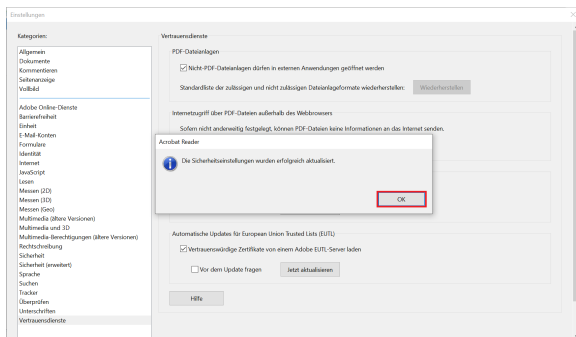 Einstellungen
Kategorien:
Allgemein
Dokumente
Kommentieren
Seitenanzeige
Vollbild
Adobe Online-Dienste
Barrierefreiheit
Einheit
E-Mail-Konten
Formulare
Identität
Internet
JavaScript
Lesen
Messen (2D)
Messen (3D)
Messen (Geo)
Multimedia (ältere Versionen)
Multimedia und 3D
Multimedia-Berechtigungen (ältere Versionen)
Rechtschreibung
Sicherheit
Sicherheit (erweitert)
Sprache
Suchen
Tracker
Überprüfen
Unterschriften
Vertrauensdienste
Vertrauensdienste
PDF-Dateianlagen
Nicht-PDF-Dateianlagen dürfen in externen Anwendungen geöffnet werden
Standardliste der zulässigen und nicht zulässigen Dateianlageformate wiederherstellen: Wiederherstellen
Internetzugriff über PDF-Dateien außerhalb des Webbrowsers
Sofern nicht anderweitig festgelegt, können PDF-Dateien keine Informationen an das Internet senden.
Acrobat Reader
Die Sicherheitseinstellungen wurden erfolgreich aktualisiert.
OK
Automatische Updates für European Union Trusted Lists (EUTL)
Vertrauenswürdige Zertifikate von einem Adobe EUTL-Server laden
Vor dem Update fragen Jetzt aktualisieren
Hilfe